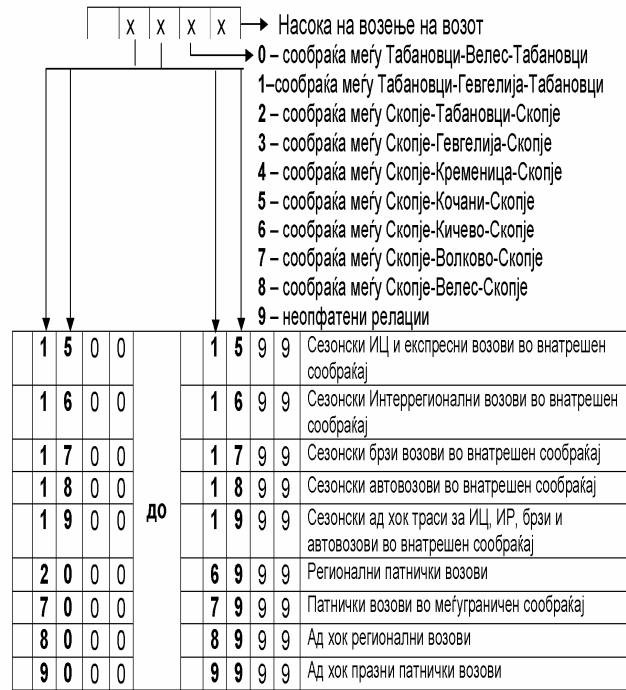 х х х х Насока на возење на возот
0 – сообраќа меѓу Табановци-Велес-Табановци
1–сообраќа меѓу Табановци-Гевгелија-Табановци
2 – сообраќа меѓу Скопје-Табановци-Скопје
3 – сообраќа меѓу Скопје-Гевгелија-Скопје
4 – сообраќа меѓу Скопје-Кременица-Скопје
5 – сообраќа меѓу Скопје-Кочани-Скопје
6 – сообраќа меѓу Скопје-Кичево-Скопје
7 – сообраќа меѓу Скопје-Волково-Скопје
8 – сообраќа меѓу Скопје-Велес-Скопје
9 – неопфатени релации
1 5 0 0 1 5 9 9 Сезонски ИЦ и експресни возови во внатрешен
сообраќај
1 6 0 0 1 6 9 9 Сезонски Интеррегионални возови во внатрешен
сообраќај
1 7 0 0 1 7 9 9 Сезонски брзи возови во внатрешен сообраќај
1 8 0 0 1 8 9 9 Сезонски автовозови во внатрешен сообраќај
1 9 0 0 до 1 9 9 9 Сезонски ад хок траси за ИЦ, ИР, брзи и
автовозови во внатрешен сообраќај
2 0 0 0 6 9 9 9 Регионални патнички возови
7 0 0 0 7 9 9 9 Патнички возови во меѓуграничен сообраќај
8 0 0 0 8 9 9 9 Ад хок регионални возови
9 0 0 0 9 9 9 9 Ад хок празни патнички возови